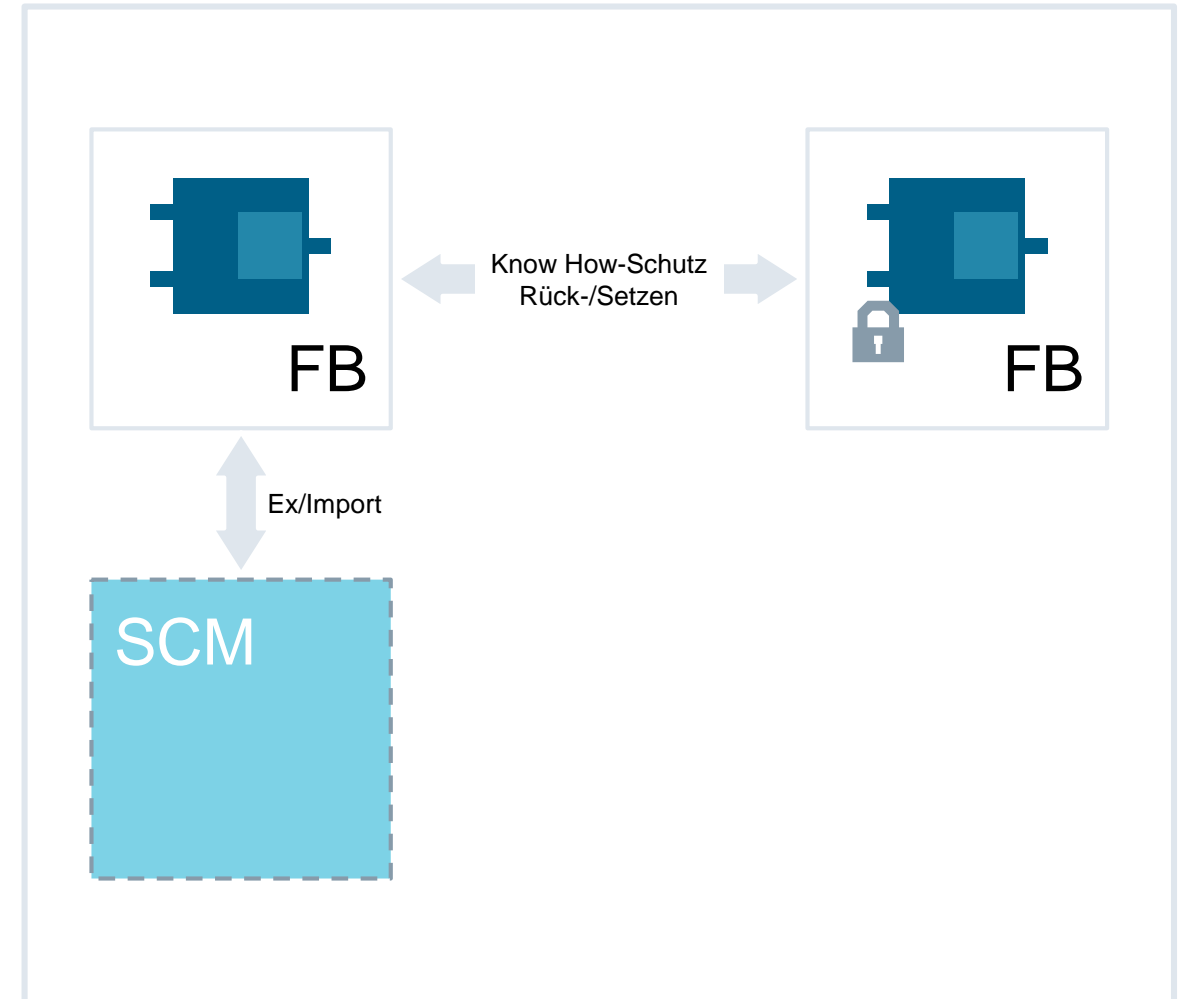 Know How-Schutz
Rück-/Setzen
FB
FB
Ex/Import
SCM